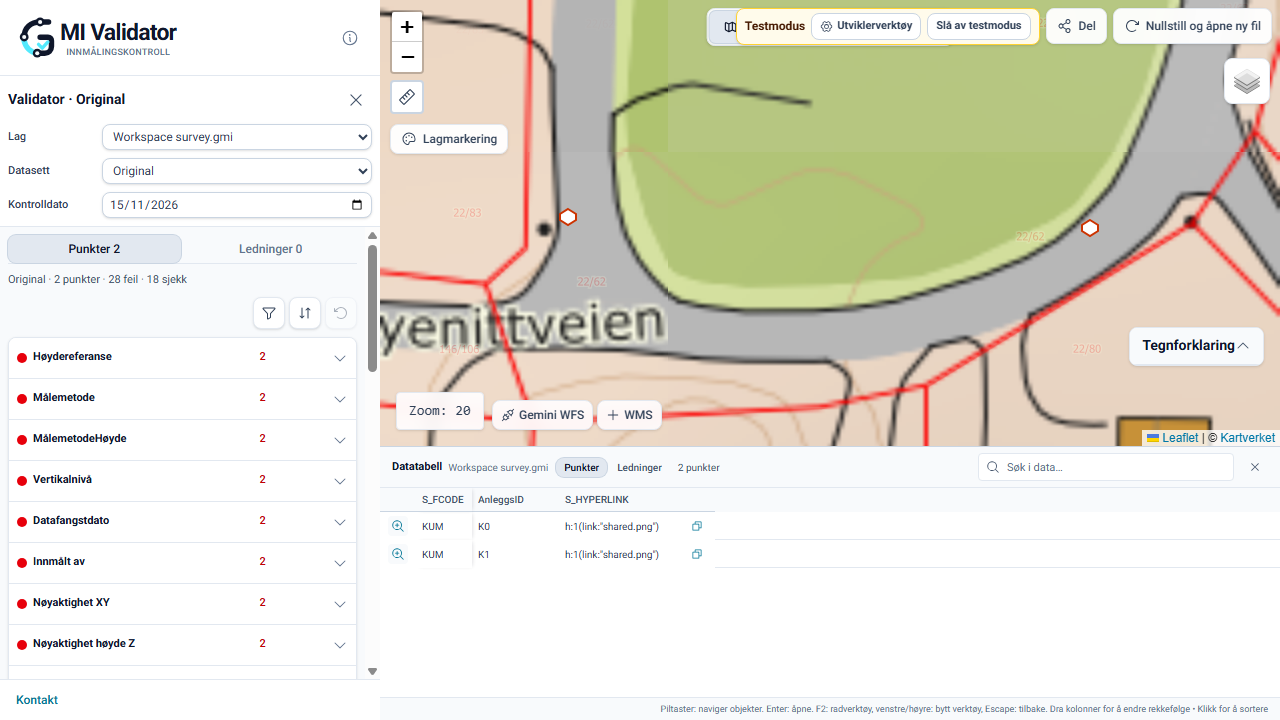 MI Validator
INNMÅLINGSKONTROLL
Validator · Original
Lag
Workspace survey.gmi
Datasett
Original
Kontrolldato
15/11/2026
Punkter 2
Ledninger 0
Original · 2 punkter · 28 feil · 18 sjekk
Høydereferanse 2
Målemetode 2
MålemetodeHøyde 2
Vertikalnivå 2
Datafangstdato 2
Innmålt av 2
Nøyaktighet XY 2
Nøyaktighet høyde Z 2
Kontakt
+
−
Testmodus
Utviklerverktøy
Slå av testmodus
Del
Nullstill og åpne ny fil
Lagmarkering
22/83
22/62
22/62
yenittveien
22/80
Tegnforklaring
Zoom: 20
Gemini WFS
WMS
Leaflet | © Kartverket
Datatabell
Workspace survey.gmi
Punkter
Ledninger
2 punkter
Søk i data…
S_FCODE AnleggsID S_HYPERLINK
KUM K0 h:1(link:"shared.png")
KUM K1 h:1(link:"shared.png")
Piltaster: naviger objekter. Enter: åpne. F2: radverktøy, venstre/høyre: bytt verktøy, Escape: tilbake. Dra kolonner for å endre rekkefølge • Klikk for å sortere